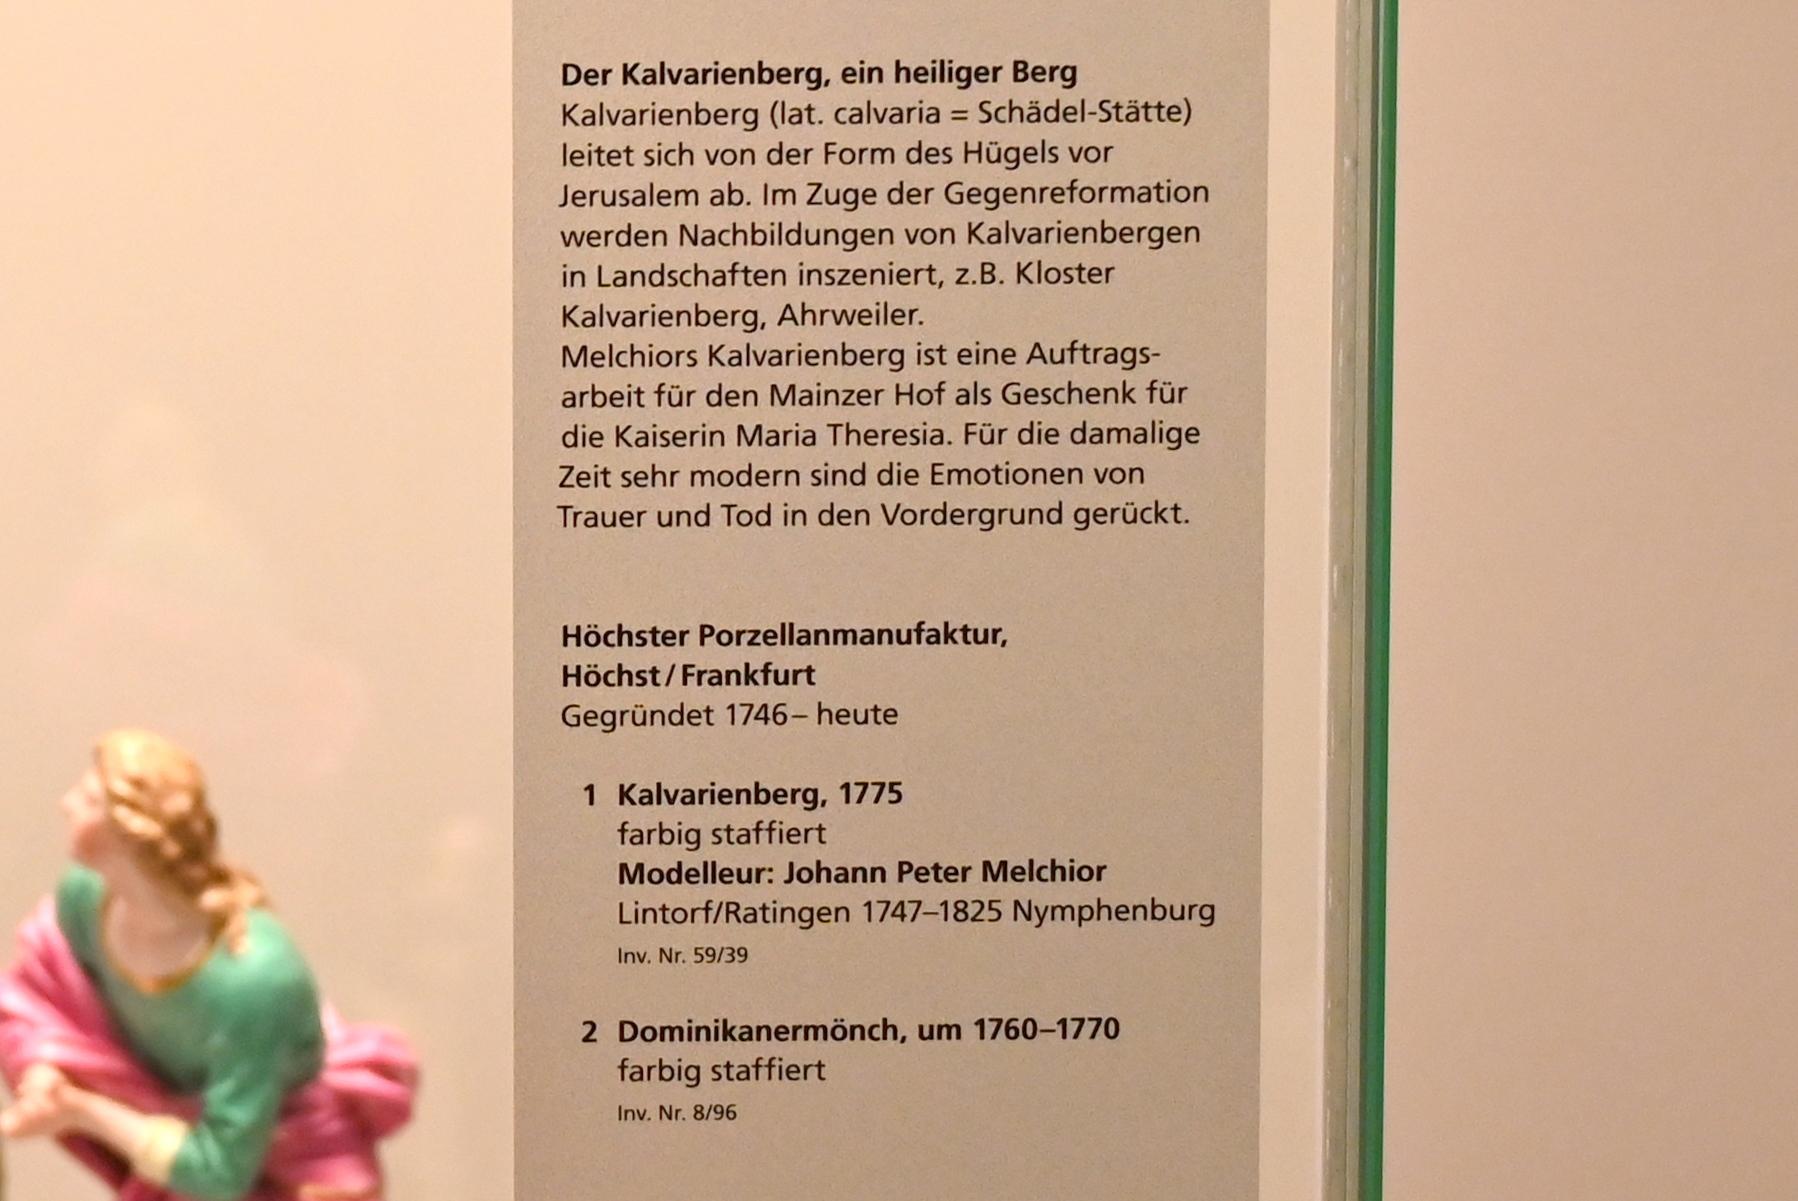 Der Kalvarienberg, ein heiliger Berg
Kalvarienberg (lat. calvaria = Schädel-Stätte)
leitet sich von der Form des Hügels vor
Jerusalem ab. Im Zuge der Gegenreformation
werden Nachbildungen von Kalvarienbergen
in Landschaften inszeniert, z.B. Kloster
Kalvarienberg, Ahrweiler.
Melchiors Kalvarienberg ist eine Auftrags-
arbeit für den Mainzer Hof als Geschenk für
die Kaiserin Maria Theresia. Für die damalige
Zeit sehr modern sind die Emotionen von
Trauer und Tod in den Vordergrund gerückt.
Höchster Porzellanmanufaktur,
Höchst/Frankfurt
Gegründet 1746– heute
1 Kalvarienberg, 1775
farbig staffiert
Modelleur: Johann Peter Melchior
Lintorf/Ratingen 1747–1825 Nymphenburg
Inv. Nr. 59/39
2 Dominikanermönch, um 1760–1770
farbig staffiert
Inv. Nr. 8/96